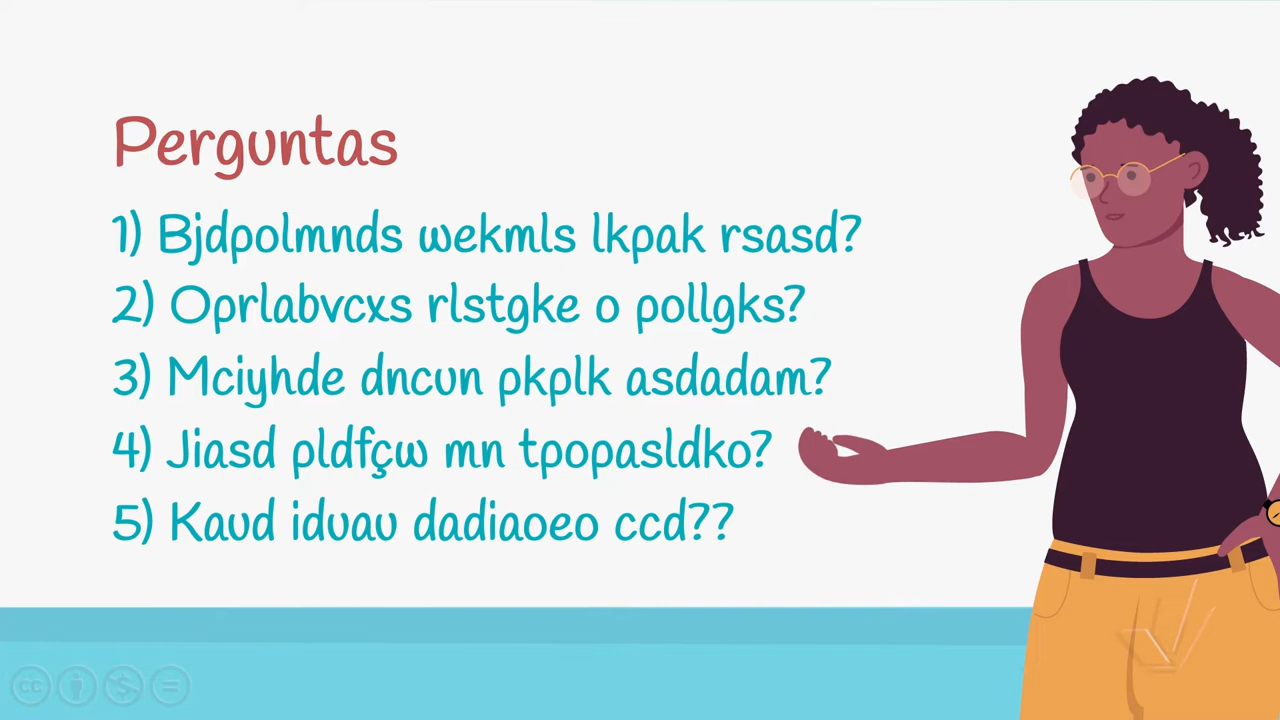 Perguntas
1) Bjdpolmnds wekmls lkpak rsasd?
2) Oprlabvcxs rlstgke o pollgks?
3) Mciyhde dncun pkplk asdadam?
4) Jiasd pldfçw mn tpopasldko?
5) Kaud iduau dadiaoeo ccd??
cc